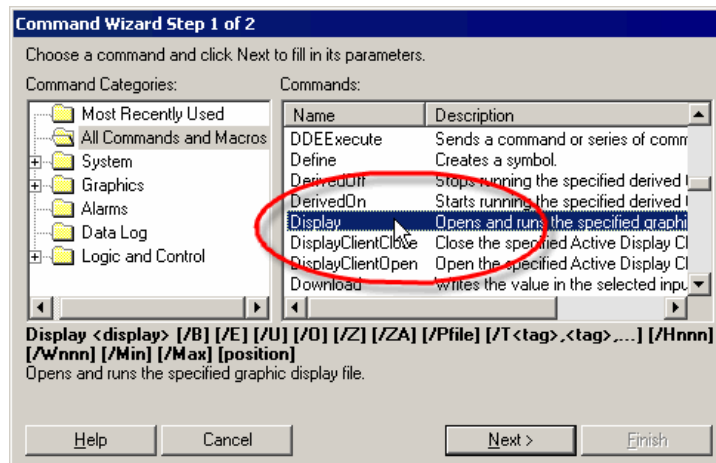 Command Wizard Step 1 of 2
Choose a command and click Next to fill in its parameters.
Command Categories:
Commands:
Most Recently Used
All Commands and Macros
System
Graphics
Alarms
Data Log
Logic and Control
Name Description
DDEExecute Sends a command or series of comm
Define Creates a symbol.
DerivedOff Stops running the specified derived
DerivedOn Starts running the specified derived
Display Opens and runs the specified graphi
DisplayClientClose Close the specified Active Display Cl
DisplayClientOpen Open the specified Active Display Cl
Download Writes the value in the selected inpu
Display <display> [/B] [/E] [/U] [/O] [/Z] [/ZA] [/Pfile] [/T<tag>,<tag>,...] [/Hnnn]
[/Wnnn] [/Min] [/Max] [position]
Opens and runs the specified graphic display file.
Help Cancel Next > Finish